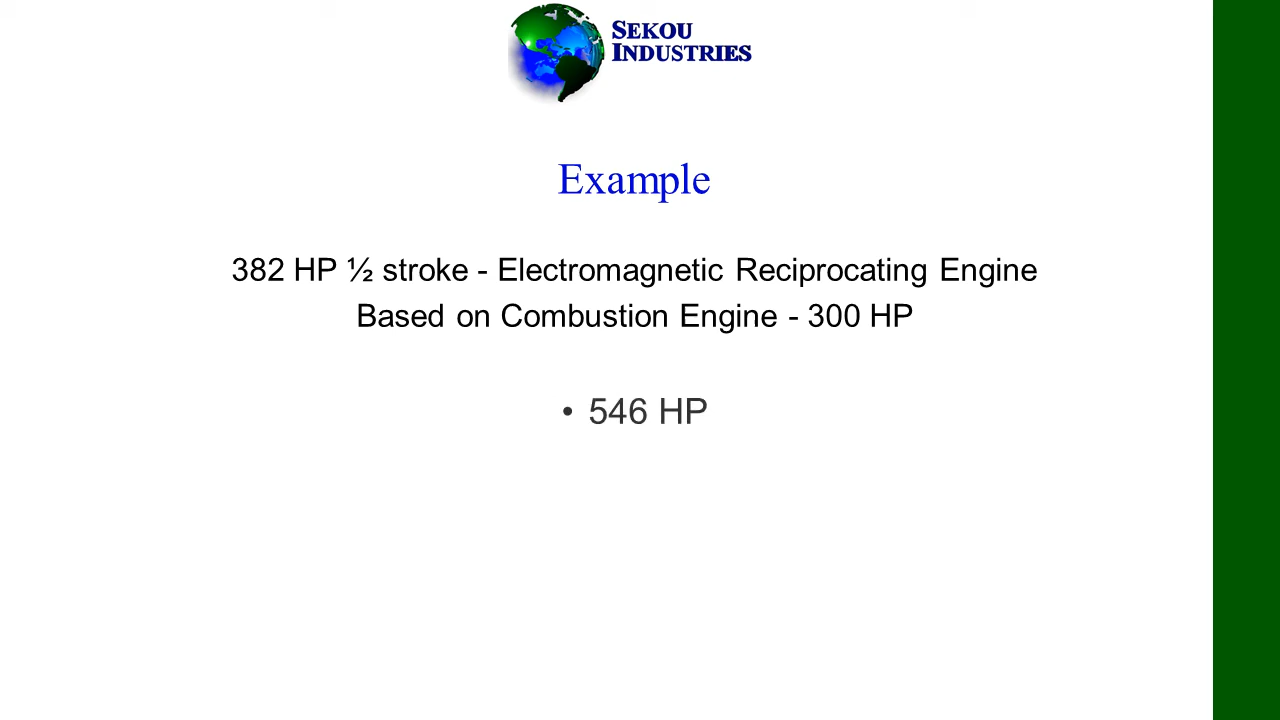 SEKOU
INDUSTRIES
Example
382 HP ½ stroke - Electromagnetic Reciprocating Engine
Based on Combustion Engine - 300 HP
• 546 HP